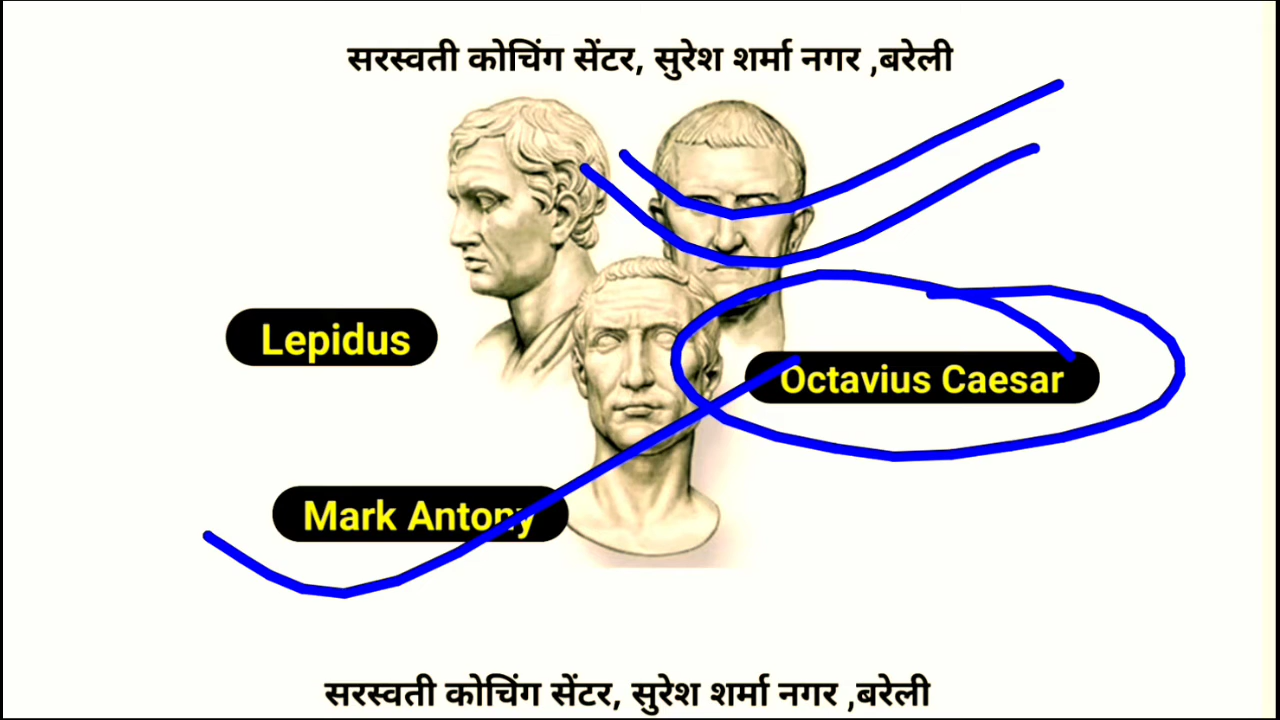 सरस्वती कोचिंग सेंटर, सुरेश शर्मा नगर ,बरेली
Lepidus
Octavius Caesar
Mark Antony
सरस्वती कोचिंग सेंटर, सुरेश शर्मा नगर ,बरेली